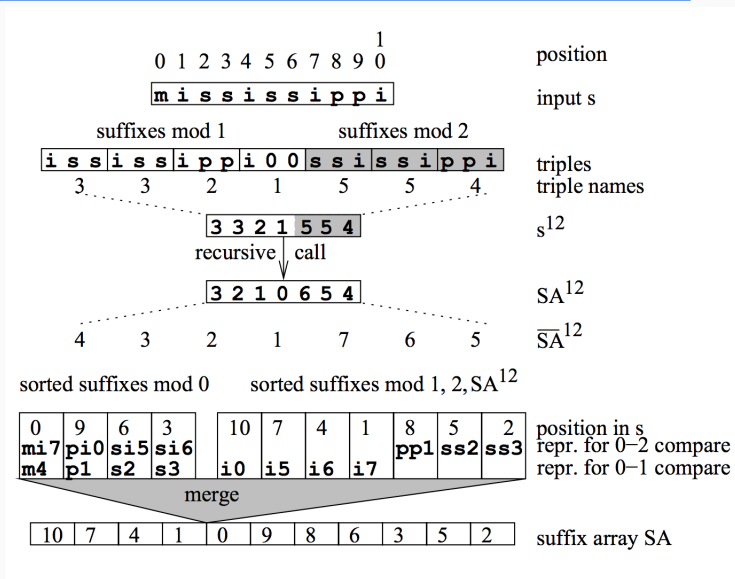 1
0 1 2 3 4 5 6 7 8 9 0 position
m i s s i s s i p p i input s
suffixes mod 1 suffixes mod 2
i s s i s s i p p i 0 0 s s i s s i p p i triples
3 3 2 1 5 5 4 triple names
3 3 2 1 5 5 4 s12
recursive call
3 2 1 0 6 5 4 SA12
4 3 2 1 7 6 5 SA12
sorted suffixes mod 0 sorted suffixes mod 1, 2, SA12
0 9 6 3 10 7 4 1 8 5 2 position in s
mi7 pi0 si5 si6 pp1 ss2 ss3 repr. for 0−2 compare
m4 p1 s2 s3 i0 i5 i6 i7 repr. for 0−1 compare
merge
10 7 4 1 0 9 8 6 3 5 2 suffix array SA